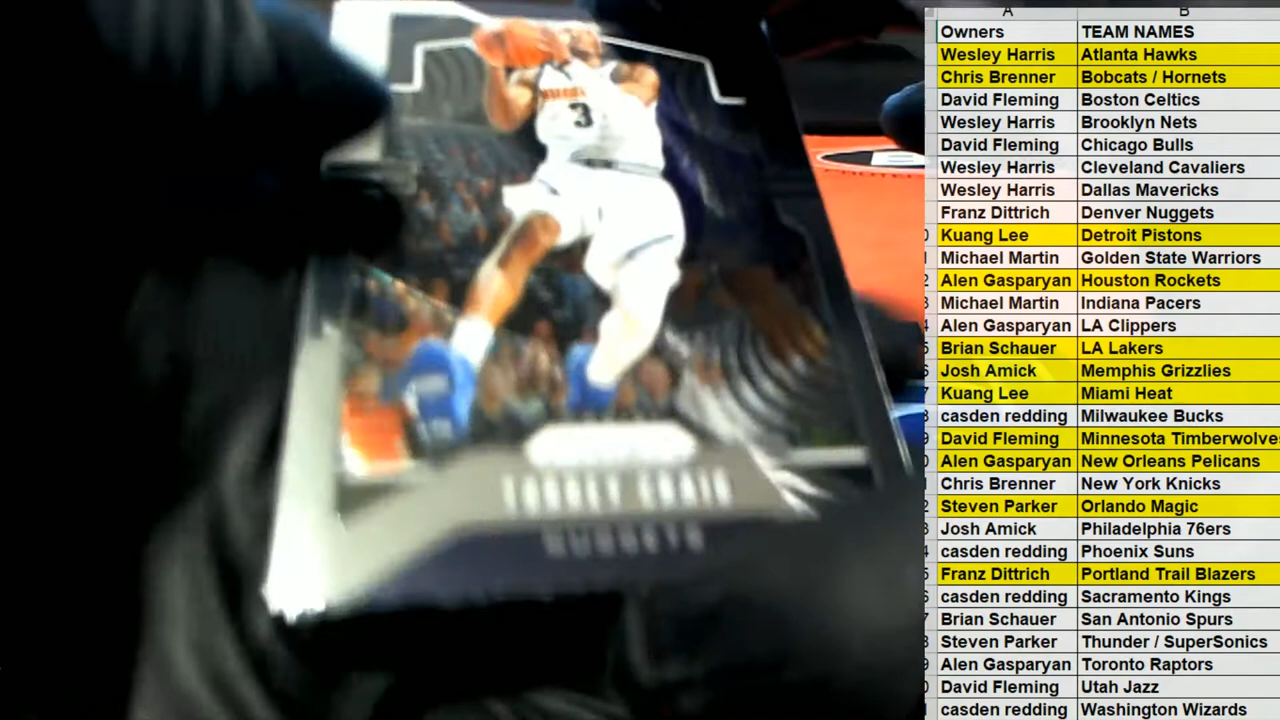 3
TORREY CRAIG
NUGGETS
A B
Owners TEAM NAMES
Wesley Harris Atlanta Hawks
Chris Brenner Bobcats / Hornets
David Fleming Boston Celtics
Wesley Harris Brooklyn Nets
David Fleming Chicago Bulls
Wesley Harris Cleveland Cavaliers
Wesley Harris Dallas Mavericks
Franz Dittrich Denver Nuggets
Kuang Lee Detroit Pistons
Michael Martin Golden State Warriors
Alen Gasparyan Houston Rockets
Michael Martin Indiana Pacers
Alen Gasparyan LA Clippers
Brian Schauer LA Lakers
Josh Amick Memphis Grizzlies
Kuang Lee Miami Heat
casden redding Milwaukee Bucks
David Fleming Minnesota Timberwolves
Alen Gasparyan New Orleans Pelicans
Chris Brenner New York Knicks
Steven Parker Orlando Magic
Josh Amick Philadelphia 76ers
casden redding Phoenix Suns
Franz Dittrich Portland Trail Blazers
casden redding Sacramento Kings
Brian Schauer San Antonio Spurs
Steven Parker Thunder / SuperSonics
Alen Gasparyan Toronto Raptors
David Fleming Utah Jazz
casden redding Washington Wizards